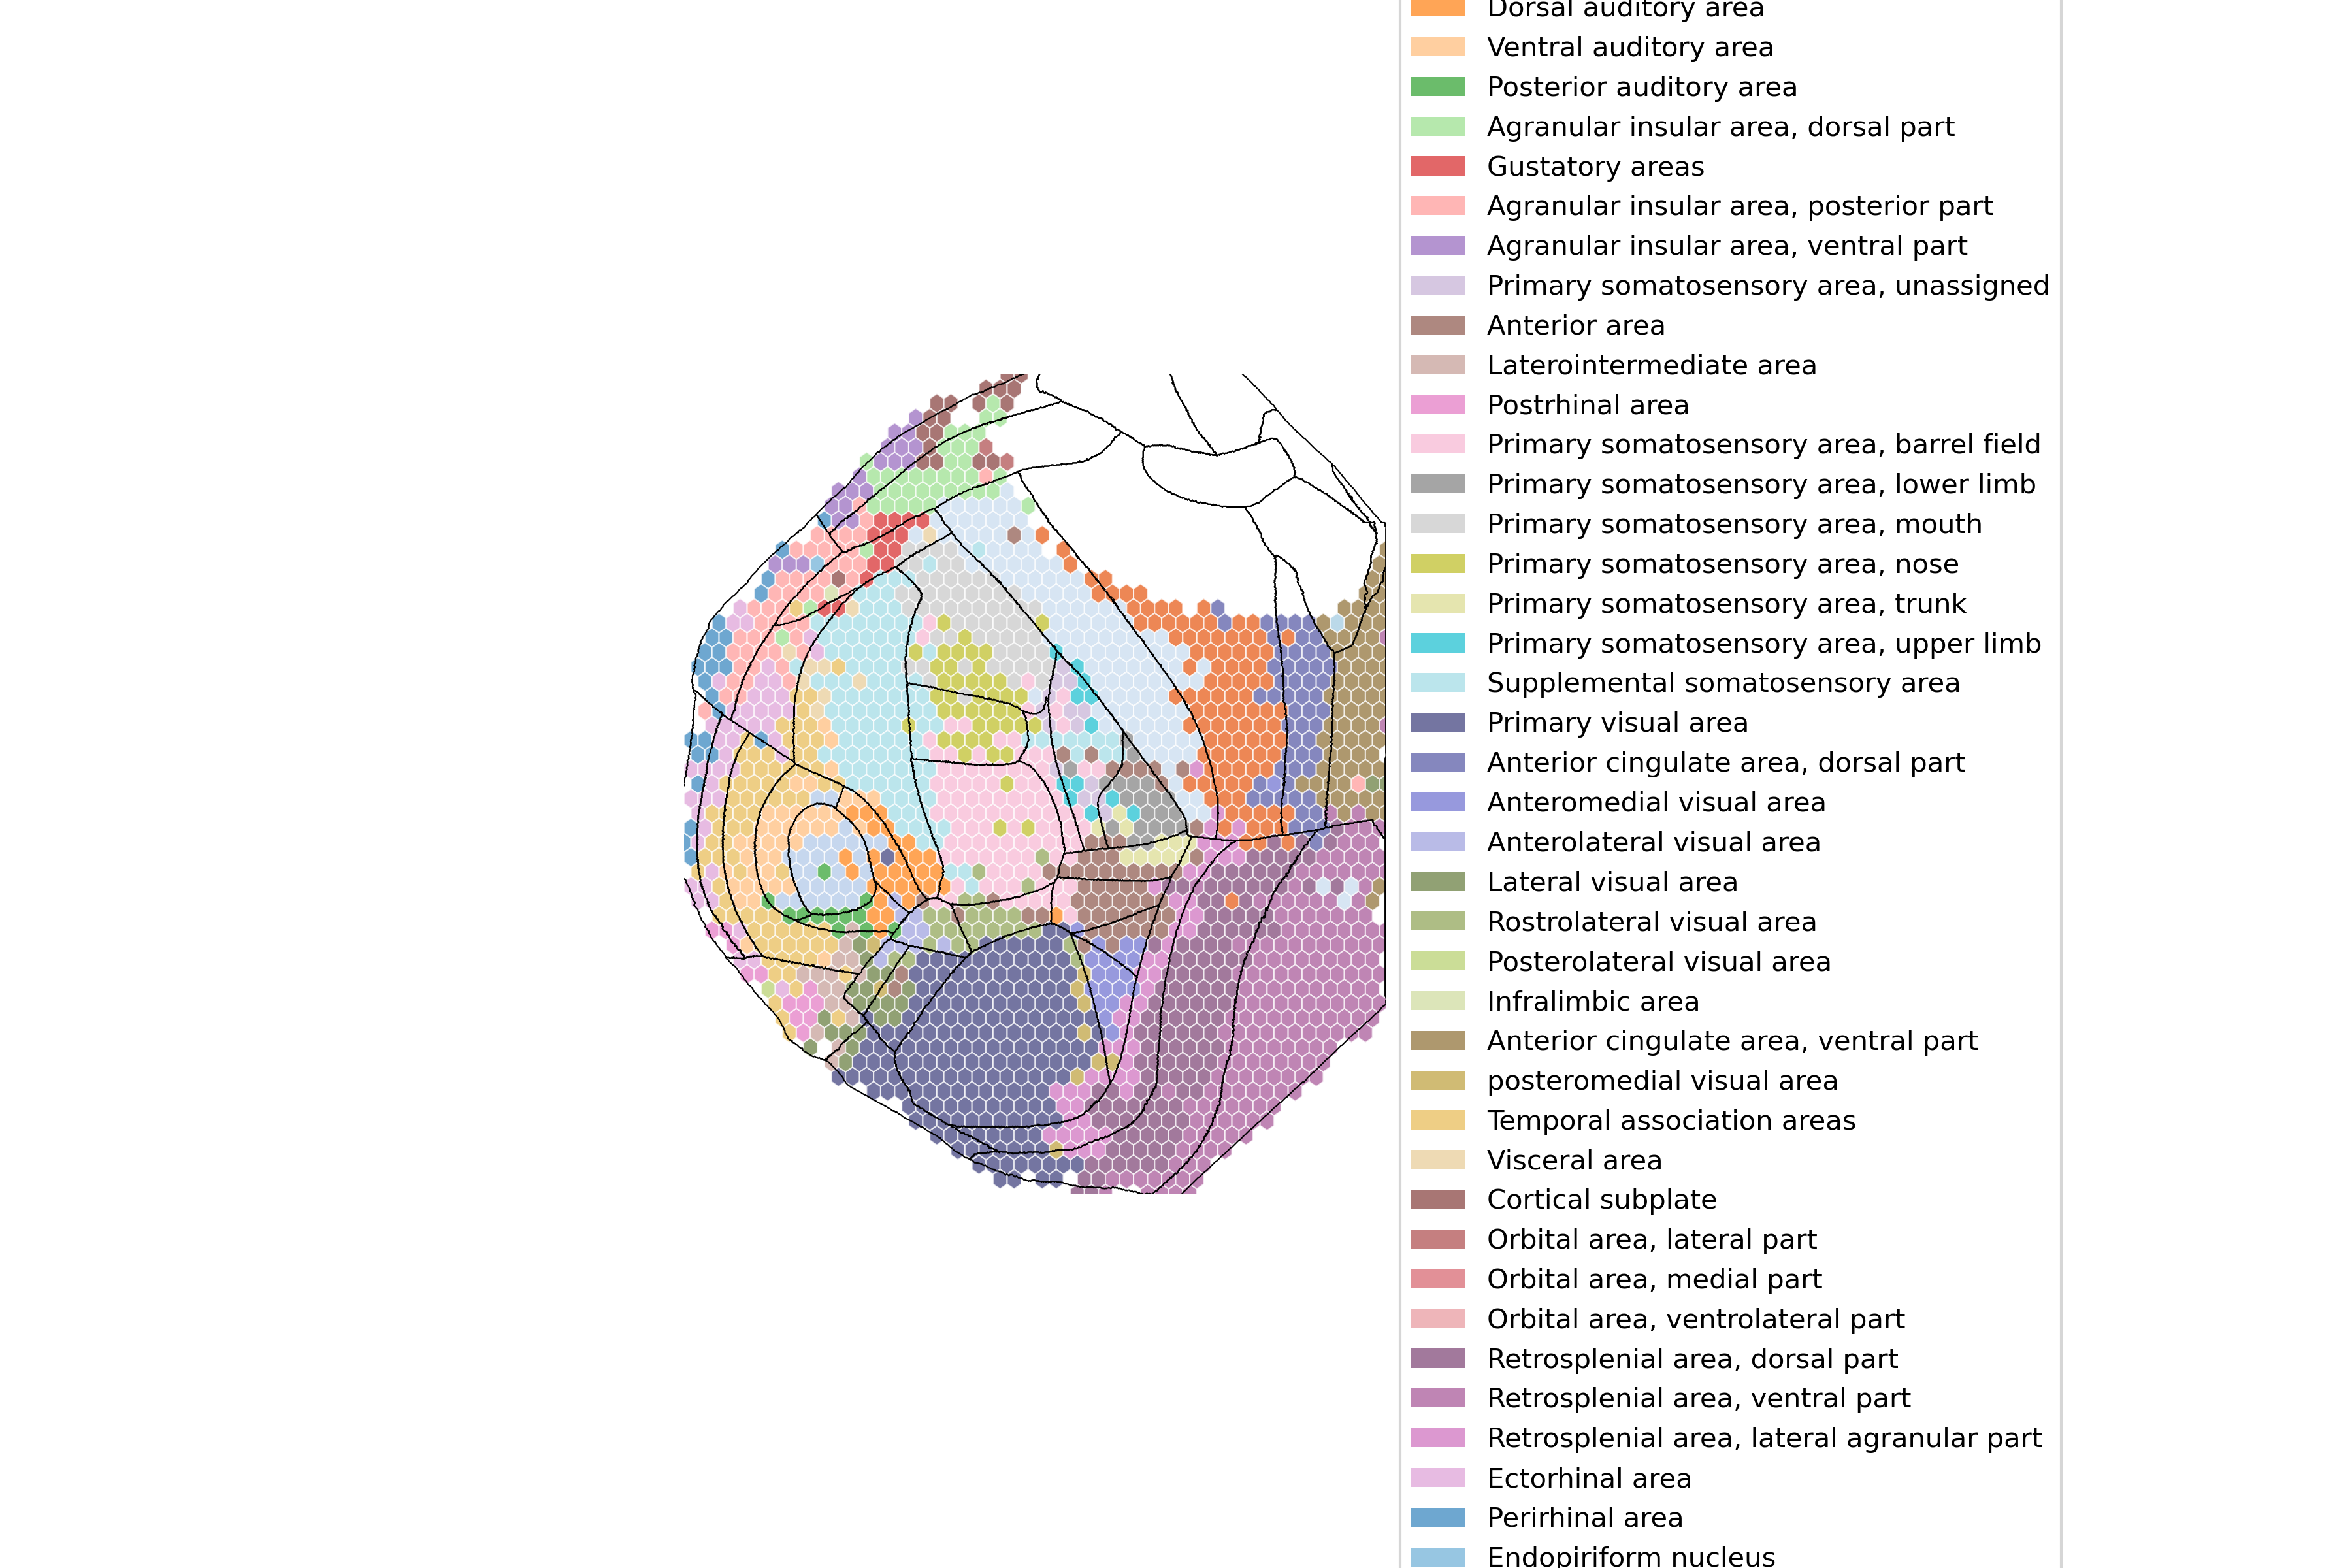 Dorsal auditory area
Ventral auditory area
Posterior auditory area
Agranular insular area, dorsal part
Gustatory areas
Agranular insular area, posterior part
Agranular insular area, ventral part
Primary somatosensory area, unassigned
Anterior area
Laterointermediate area
Postrhinal area
Primary somatosensory area, barrel field
Primary somatosensory area, lower limb
Primary somatosensory area, mouth
Primary somatosensory area, nose
Primary somatosensory area, trunk
Primary somatosensory area, upper limb
Supplemental somatosensory area
Primary visual area
Anterior cingulate area, dorsal part
Anteromedial visual area
Anterolateral visual area
Lateral visual area
Rostrolateral visual area
Posterolateral visual area
Infralimbic area
Anterior cingulate area, ventral part
posteromedial visual area
Temporal association areas
Visceral area
Cortical subplate
Orbital area, lateral part
Orbital area, medial part
Orbital area, ventrolateral part
Retrosplenial area, dorsal part
Retrosplenial area, ventral part
Retrosplenial area, lateral agranular part
Ectorhinal area
Perirhinal area
Endopiriform nucleus